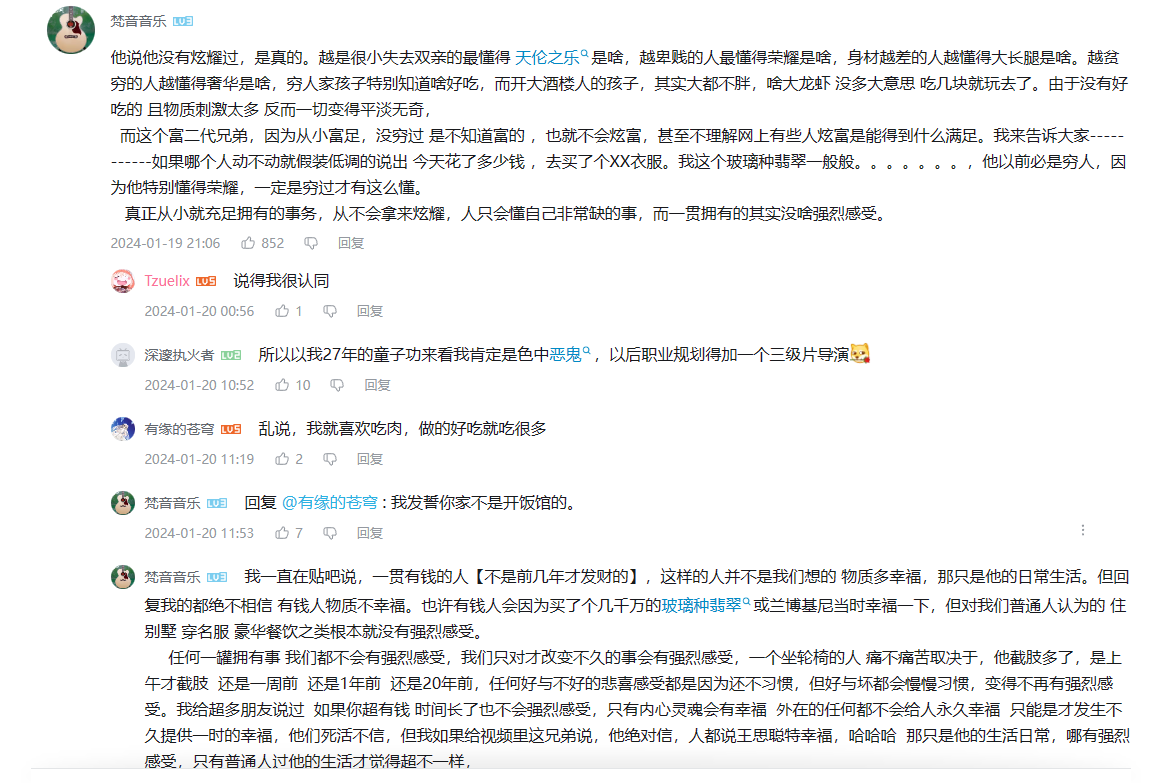 梵音音乐 LV3
他说他没有炫耀过，是真的。越是很小失去双亲的最懂得 天伦之乐 是啥，越卑贱的人最懂得荣耀是啥，身材越差的人越懂得大长腿是啥。越贫
穷的人越懂得奢华是啥，穷人家孩子特别知道啥好吃，而开大酒楼人的孩子，其实大都不胖，啥大龙虾 没多大意思 吃几块就玩去了。由于没有好
吃的 且物质刺激太多 反而一切变得平淡无奇，
而这个富二代兄弟，因为从小富足，没穷过 是不知道富的 ，也就不会炫富，甚至不理解网上有些人炫富是能得到什么满足。我来告诉大家-----
----------如果哪个人动不动就假装低调的说出 今天花了多少钱 ，去买了个XX衣服。我这个玻璃种翡翠一般般。。。。。。。，他以前必是穷人，因
为他特别懂得荣耀，一定是穷过才有这么懂。
真正从小就充足拥有的事务，从不会拿来炫耀，人只会懂自己非常缺的事，而一贯拥有的其实没啥强烈感受。
2024-01-19 21:06 852 回复
Tzuelix LV5 说得我很认同
2024-01-20 00:56 1 回复
深邃执火者 LV2 所以以我27年的童子功来看我肯定是色中恶鬼 ，以后职业规划得加一个三级片导演
2024-01-20 10:52 10 回复
有缘的苍穹 LV5 乱说，我就喜欢吃肉，做的好吃就吃很多
2024-01-20 11:19 2 回复
梵音音乐 LV3 回复 @有缘的苍穹 : 我发誓你家不是开饭馆的。
2024-01-20 11:53 7 回复
梵音音乐 LV3 我一直在贴吧说，一贯有钱的人【不是前几年才发财的】，这样的人并不是我们想的 物质多幸福，那只是他的日常生活。但回
复我的都绝不相信 有钱人物质不幸福。也许有钱人会因为买了个几千万的玻璃种翡翠 或兰博基尼当时幸福一下，但对我们普通人认为的 住
别墅 穿名服 豪华餐饮之类根本就没有强烈感受。
任何一罐拥有事 我们都不会有强烈感受，我们只对才改变不久的事会有强烈感受，一个坐轮椅的人 痛不痛苦取决于，他截肢多了，是上
午才截肢 还是一周前 还是1年前 还是20年前，任何好与不好的悲喜感受都是因为还不习惯，但好与坏都会慢慢习惯，变得不再有强烈感
受。我给超多朋友说过 如果你超有钱 时间长了也不会强烈感受，只有内心灵魂会有幸福 外在的任何都不会给人永久幸福 只能是才发生不
久提供一时的幸福，他们死活不信，但我如果给视频里这兄弟说，他绝对信，人都说王思聪特幸福，哈哈哈 那只是他的生活日常，哪有强烈
感受，只有普通人过他的生活才觉得超不一样，